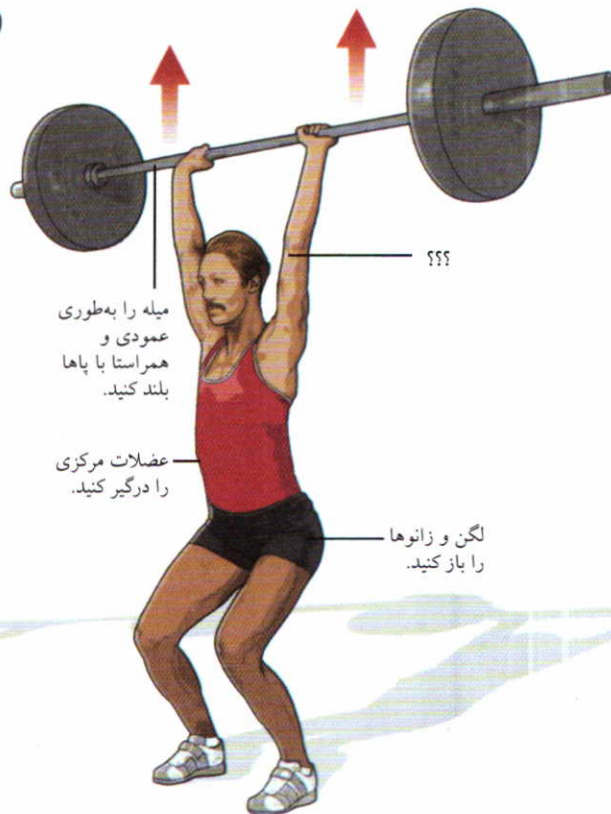 ؟؟؟
میله را به‌طوری
عمودی و
همراستا با پاها
بلند کنید.
عضلات مرکزی
را درگیر کنید.
لگن و زانوها
را باز کنید.